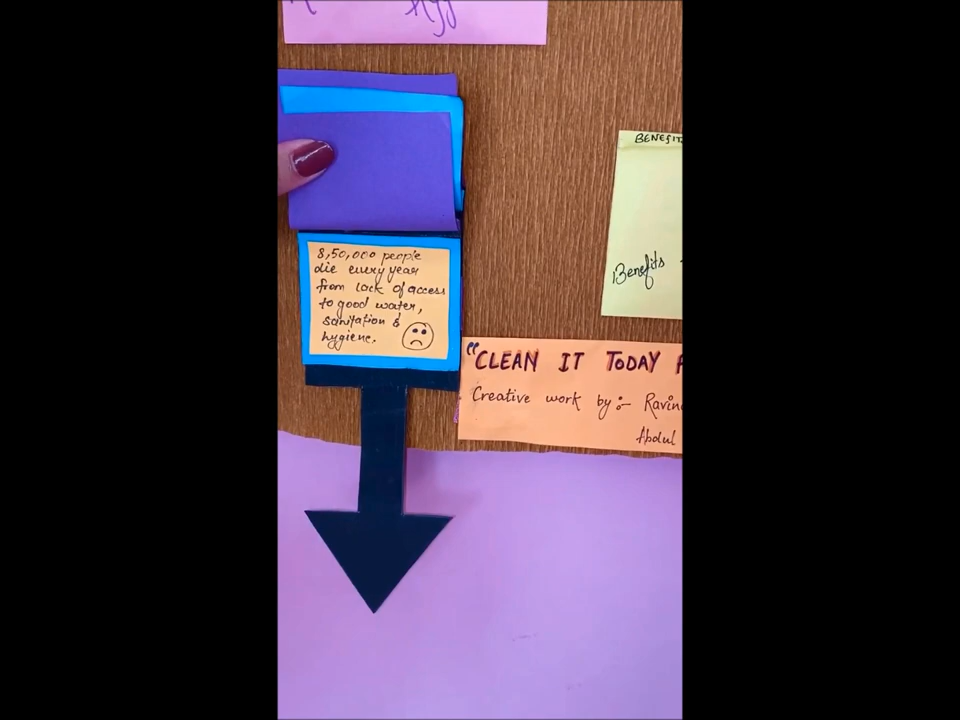 BENEFITS
8,50,000 people
die every year
from lack of access
to good water,
sanitation &
hygiene.
Benefits
"CLEAN IT TODAY
Creative work by:-
Abdul